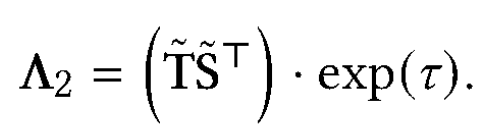 Λ₂ = (T̃S̃⊤) · exp(τ).